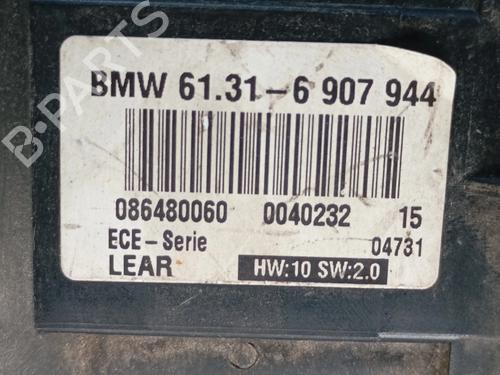 B-PARTS
BMW 61.31-6 907 944
086480060 0040232 15
ECE-Serie 04731
LEAR HW:10 SW:2.0